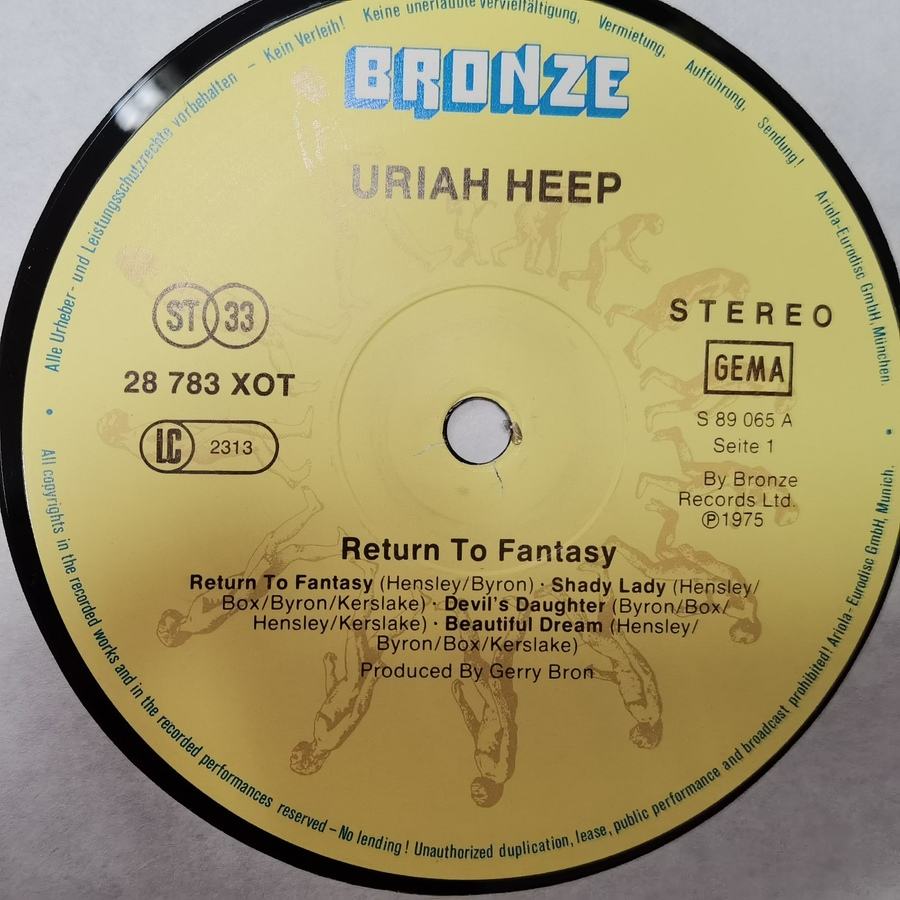 Alle Urheber- und Leistungsschutzrechte vorbehalten – Kein Verleih! Keine unerlaubte Vervielfältigung, Vermietung, Aufführung, Sendung!
Ariola-Eurodisc GmbH, München.
BRONZE
URIAH HEEP
ST 33
28 783 XOT
LC 2313
STEREO
GEMA
S 89 065 A
Seite 1
By Bronze
Records Ltd.
℗1975
Return To Fantasy
Return To Fantasy (Hensley/Byron) · Shady Lady (Hensley/
Box/Byron/Kerslake) · Devil's Daughter (Byron/Box/
Hensley/Kerslake) · Beautiful Dream (Hensley/
Byron/Box/Kerslake)
Produced By Gerry Bron
All copyrights in the recorded works and in the recorded performances reserved – No lending! Unauthorized duplication, lease, public performance and broadcast prohibited! Ariola-Eurodisc GmbH, Munich.